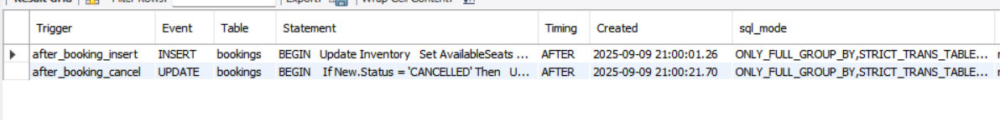 Result Grid Filter Rows: Export: Wrap Cell Content:
Trigger Event Table Statement Timing Created sql_mode
after_booking_insert INSERT bookings BEGIN Update Inventory Set AvailableSeats ... AFTER 2025-09-09 21:00:01.26 ONLY_FULL_GROUP_BY,STRICT_TRANS_TABLE...
after_booking_cancel UPDATE bookings BEGIN If New.Status = 'CANCELLED' Then U... AFTER 2025-09-09 21:00:21.70 ONLY_FULL_GROUP_BY,STRICT_TRANS_TABLE...